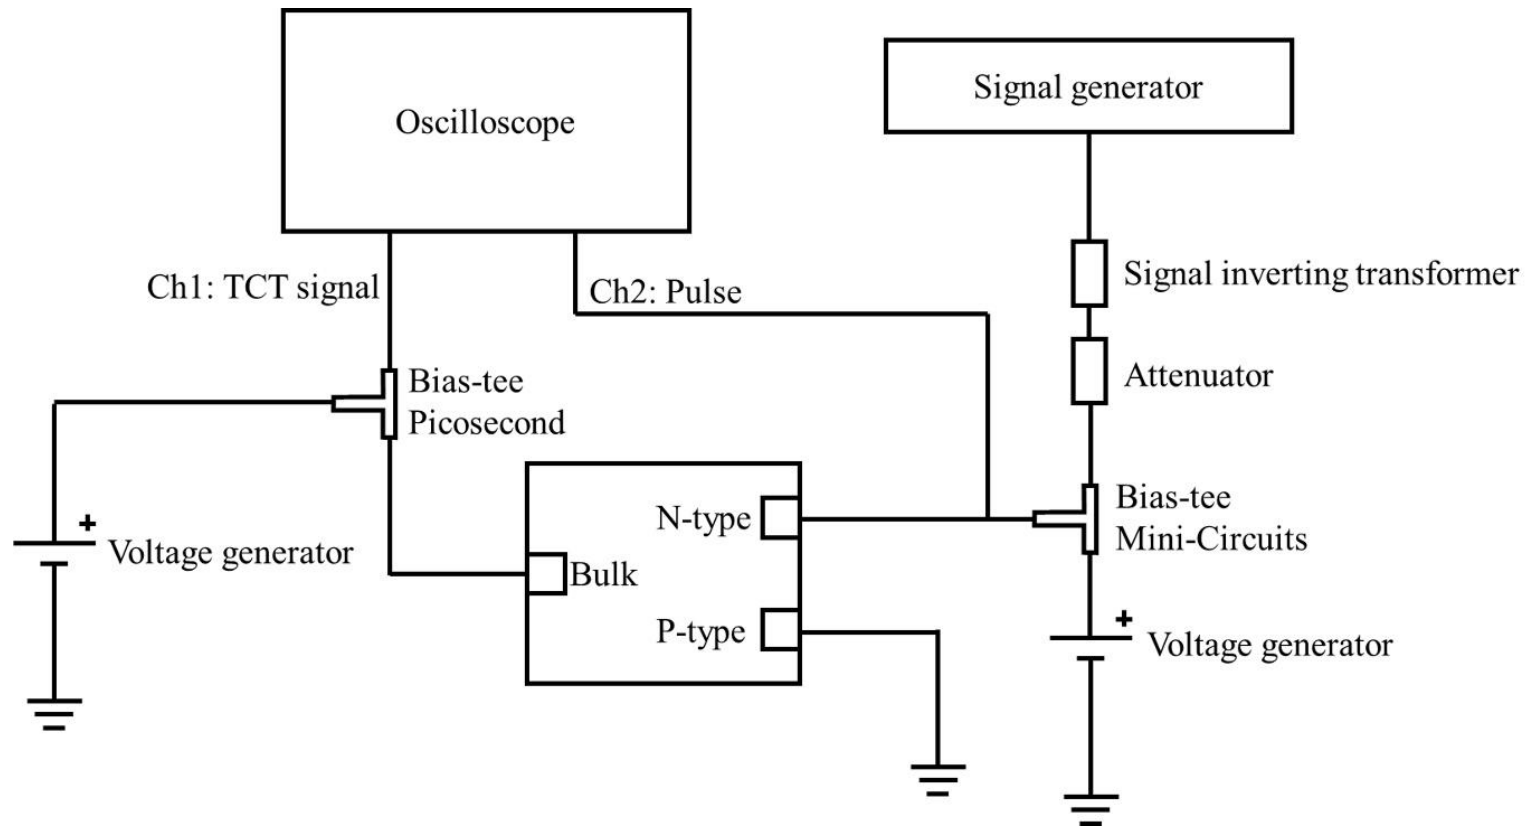 Oscilloscope
Signal generator
Ch1: TCT signal
Ch2: Pulse
Signal inverting transformer
Attenuator
Bias-tee
Picosecond
+
Voltage generator
N-type
Bulk
P-type
Bias-tee
Mini-Circuits
+
Voltage generator